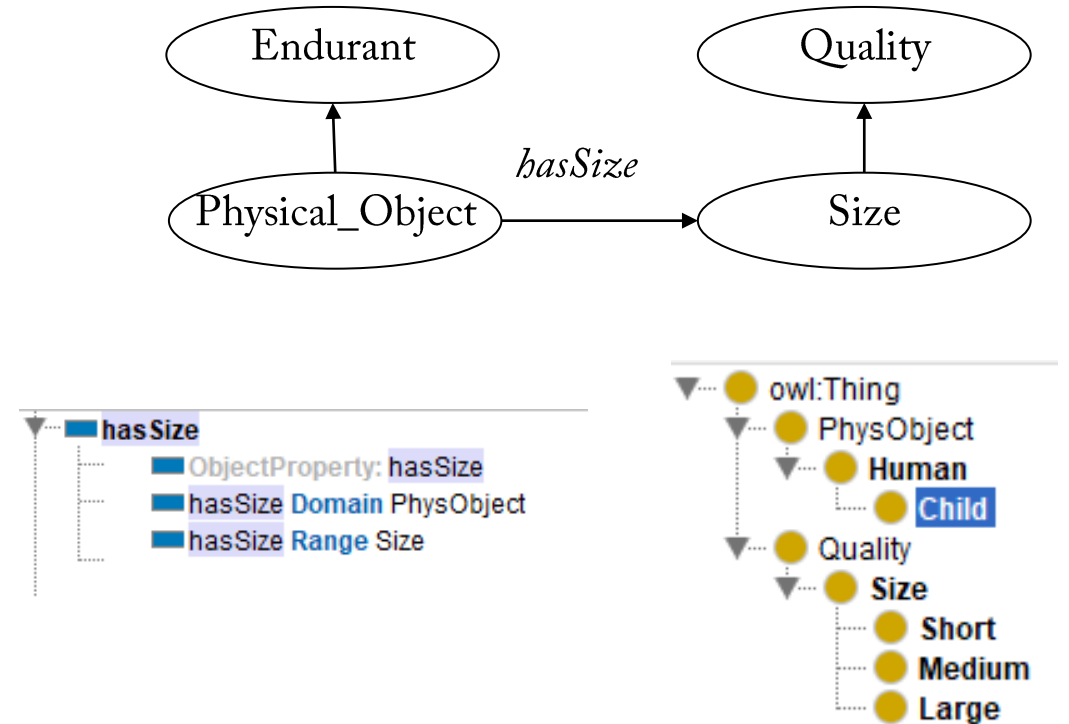 Endurant
Quality
hasSize
Physical_Object
Size
hasSize
ObjectProperty: hasSize
hasSize Domain PhysObject
hasSize Range Size
owl:Thing
PhysObject
Human
Child
Quality
Size
Short
Medium
Large